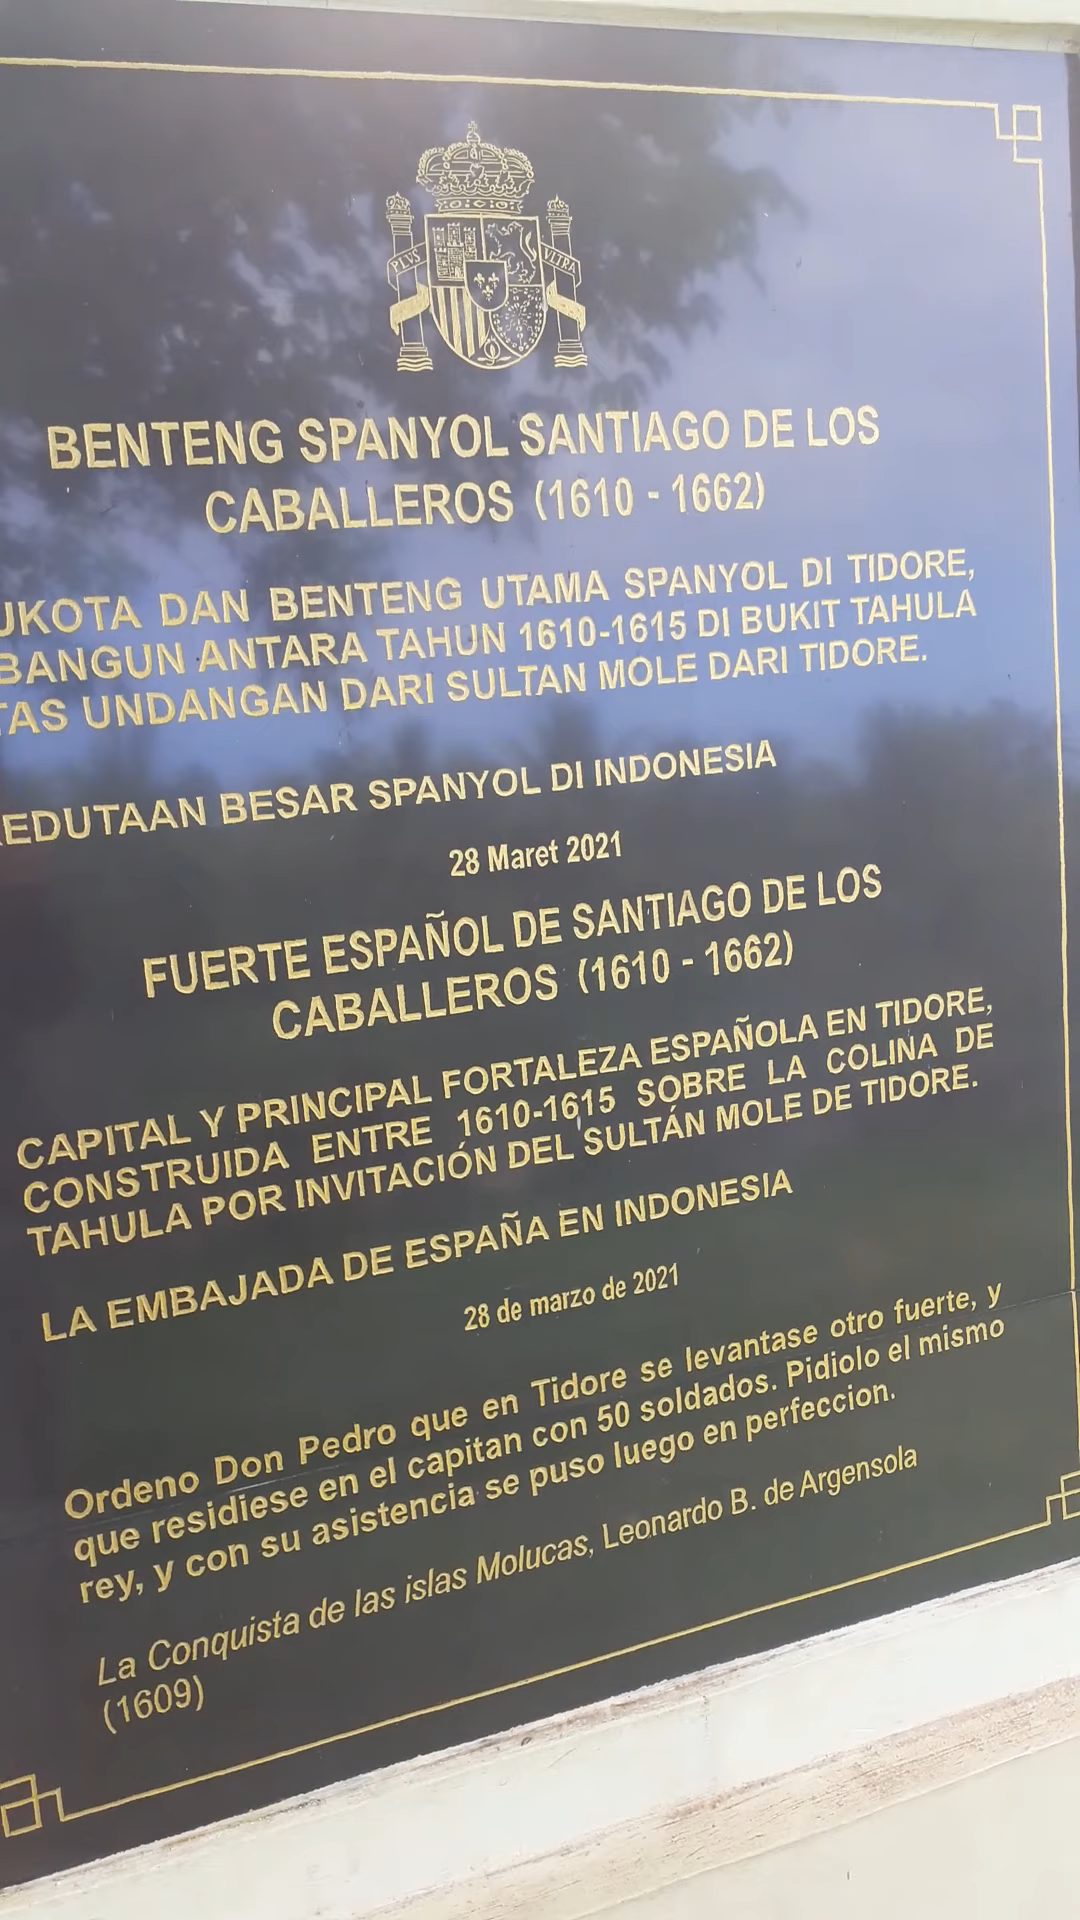 PLVS VLTRA
BENTENG SPANYOL SANTIAGO DE LOS
CABALLEROS (1610 - 1662)
UKOTA DAN BENTENG UTAMA SPANYOL DI TIDORE,
BANGUN ANTARA TAHUN 1610-1615 DI BUKIT TAHULA
TAS UNDANGAN DARI SULTAN MOLE DARI TIDORE.
EDUTAAN BESAR SPANYOL DI INDONESIA
28 Maret 2021
FUERTE ESPAÑOL DE SANTIAGO DE LOS
CABALLEROS (1610 - 1662)
CAPITAL Y PRINCIPAL FORTALEZA ESPAÑOLA EN TIDORE,
CONSTRUIDA ENTRE 1610-1615 SOBRE LA COLINA DE
TAHULA POR INVITACIÓN DEL SULTÁN MOLE DE TIDORE.
LA EMBAJADA DE ESPAÑA EN INDONESIA
28 de marzo de 2021
Ordeno Don Pedro que en Tidore se levantase otro fuerte, y
que residiese en el capitan con 50 soldados. Pidiolo el mismo
rey, y con su asistencia se puso luego en perfeccion.
La Conquista de las islas Molucas, Leonardo B. de Argensola
(1609)